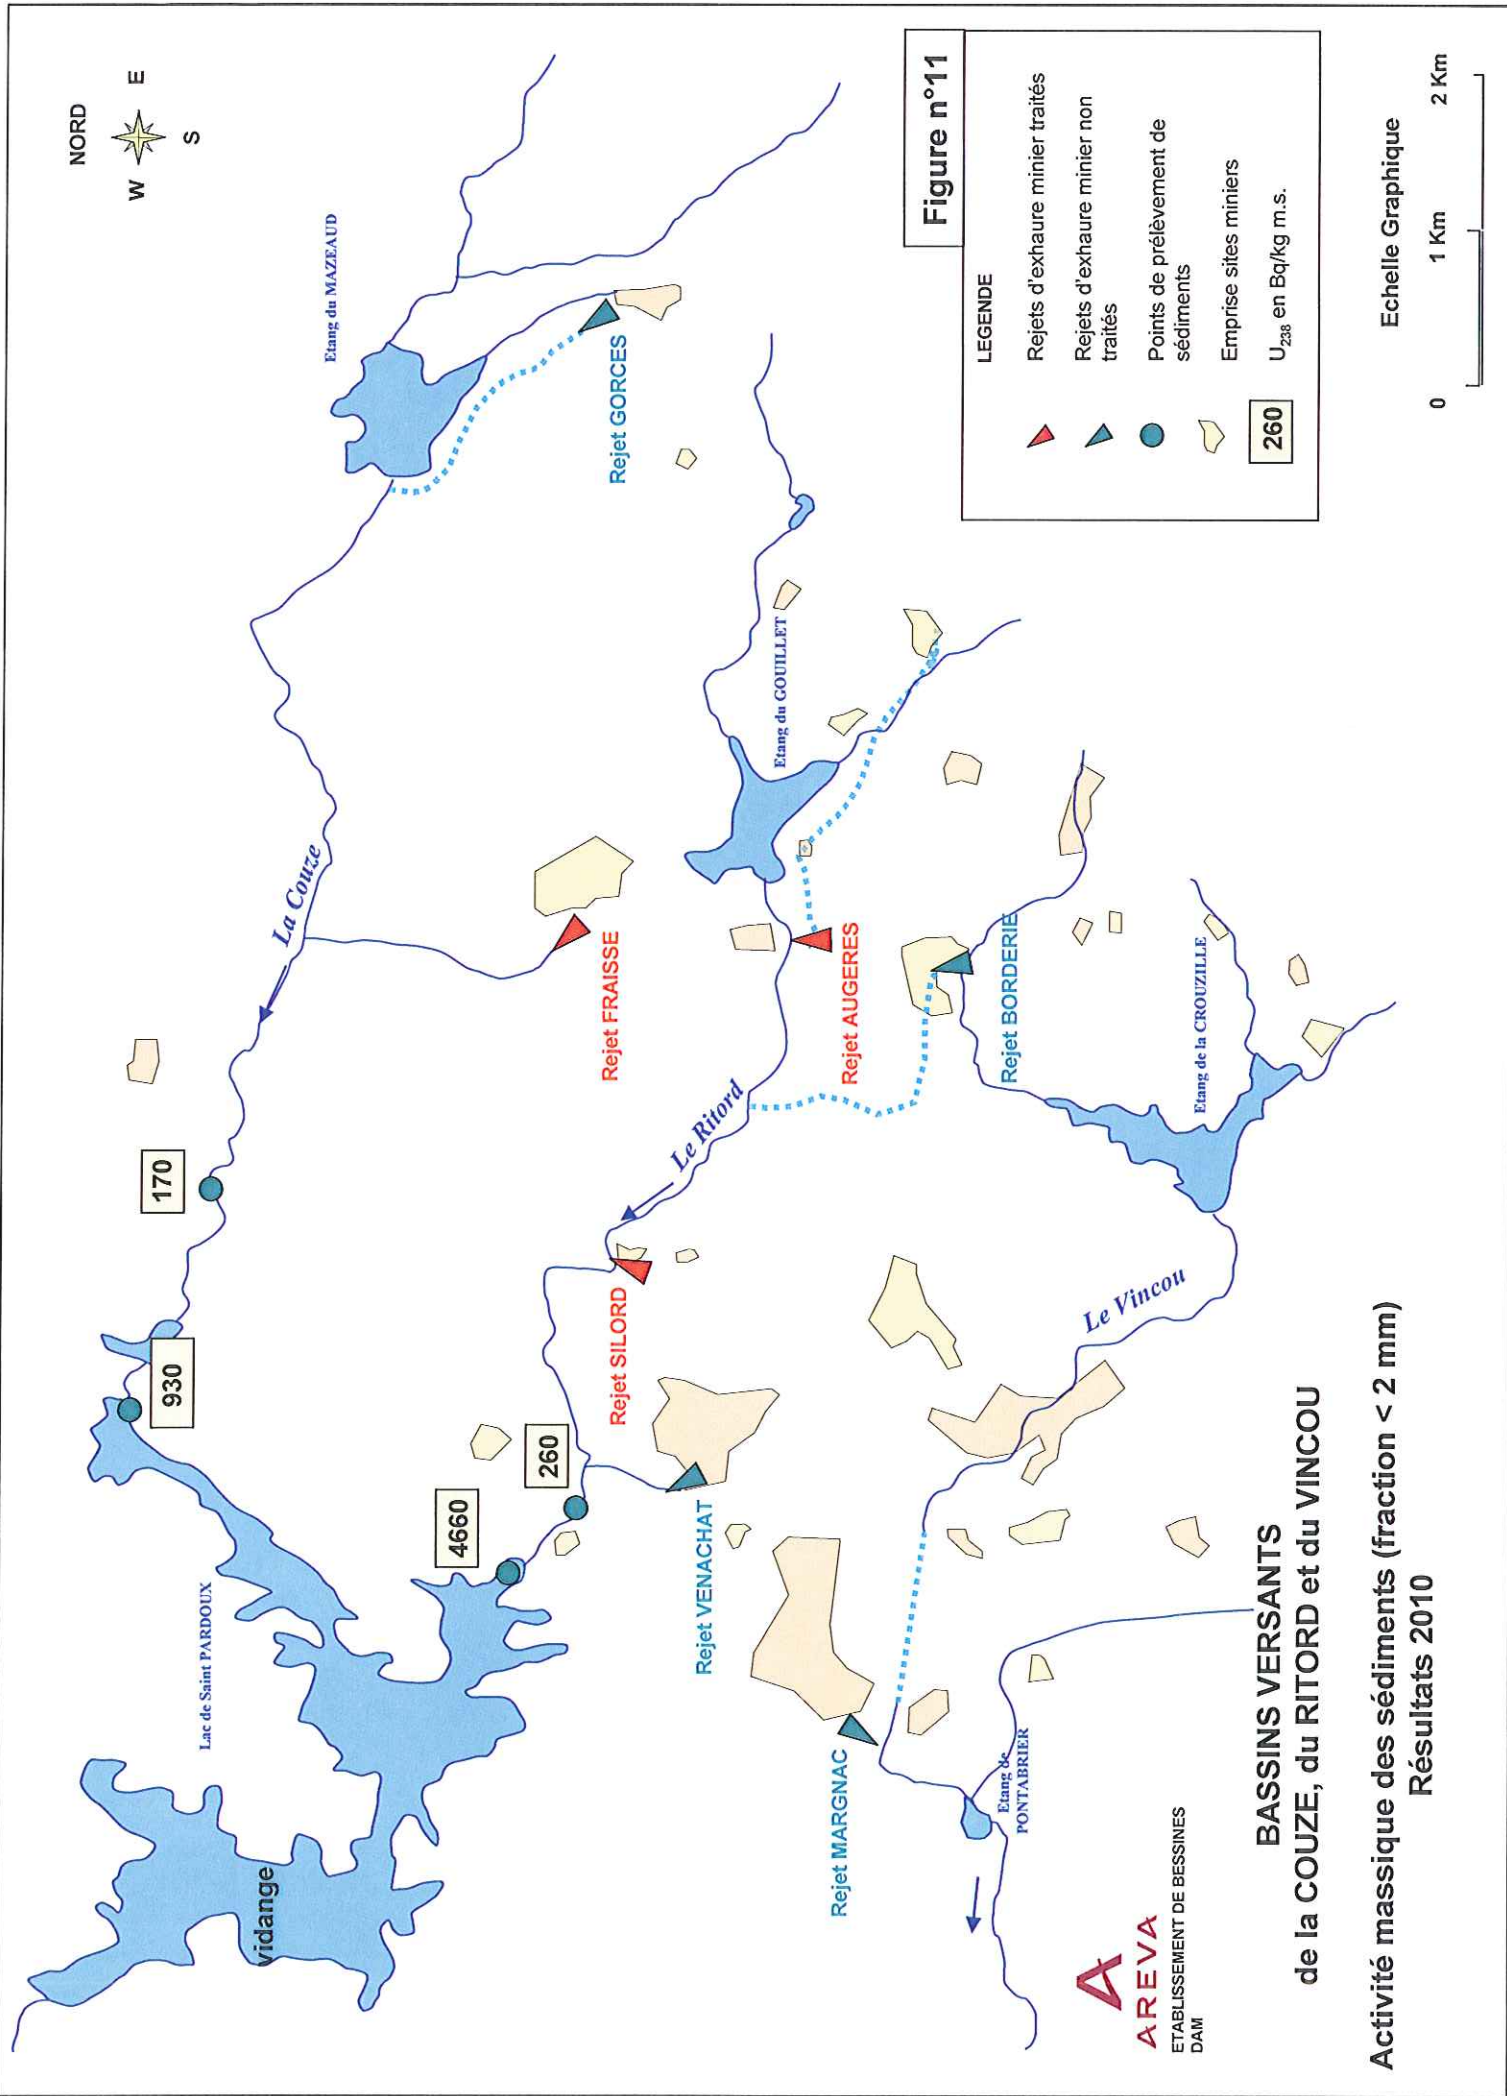 NORD
W
E
S
Etang du MAZEAUD
La Couze
Rejet GORCES
Rejet FRAISSE
170
930
Lac de Saint PARDOUX
vidange
4660
260
Rejet SILORD
Rejet VENACHAT
Le Ritord
Etang du GOUILLET
Rejet AUGERES
Rejet BORDERIE
Etang de la CROUZILLE
Le Vincou
Rejet MARGNAC
Etang de
PONTABRIER
Figure n°11
LEGENDE
Rejets d'exhaure minier traités
Rejets d'exhaure minier non
traités
Points de prélèvement de
sédiments
Emprise sites miniers
260
U238 en Bq/kg m.s.
Echelle Graphique
0
1 Km
2 Km
AREVA
ETABLISSEMENT DE BESSINES
DAM
BASSINS VERSANTS
de la COUZE, du RITORD et du VINCOU
Activité massique des sédiments (fraction < 2 mm)
Résultats 2010